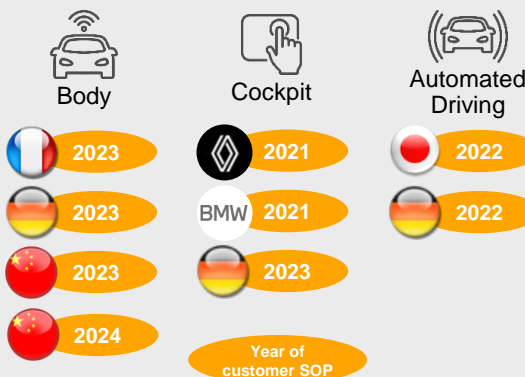 Body
2023
2023
2023
2024
Cockpit
2021
BMW
2021
2023
Year of
customer SOP
Automated
Driving
2022
2022